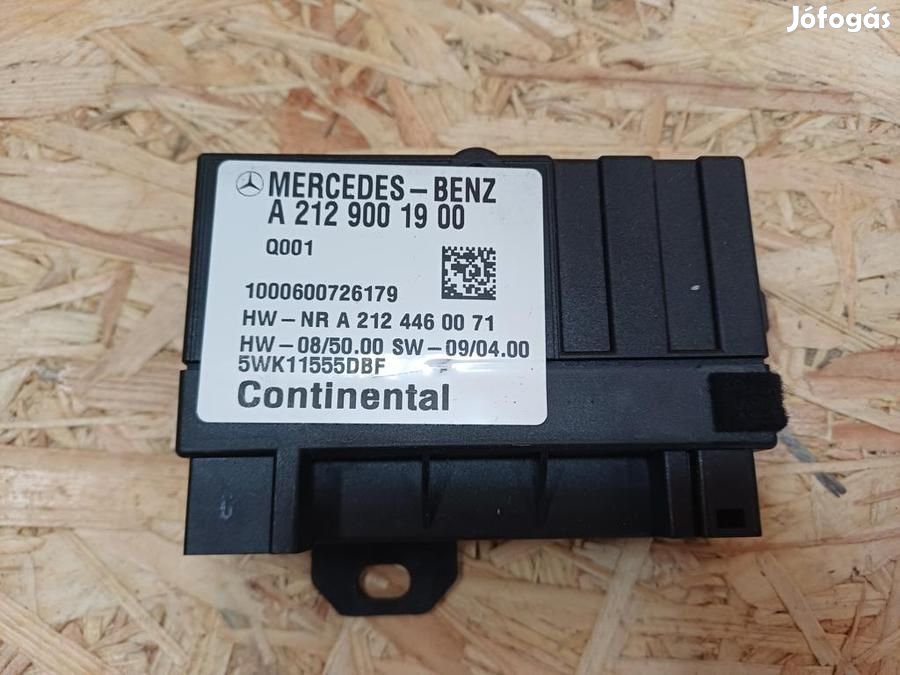 Jófogás
MERCEDES-BENZ
A 212 900 19 00
Q001
1000600726179
HW-NR A 212 446 00 71
HW-08/50.00 SW-09/04.00
5WK11555DBF
Continental